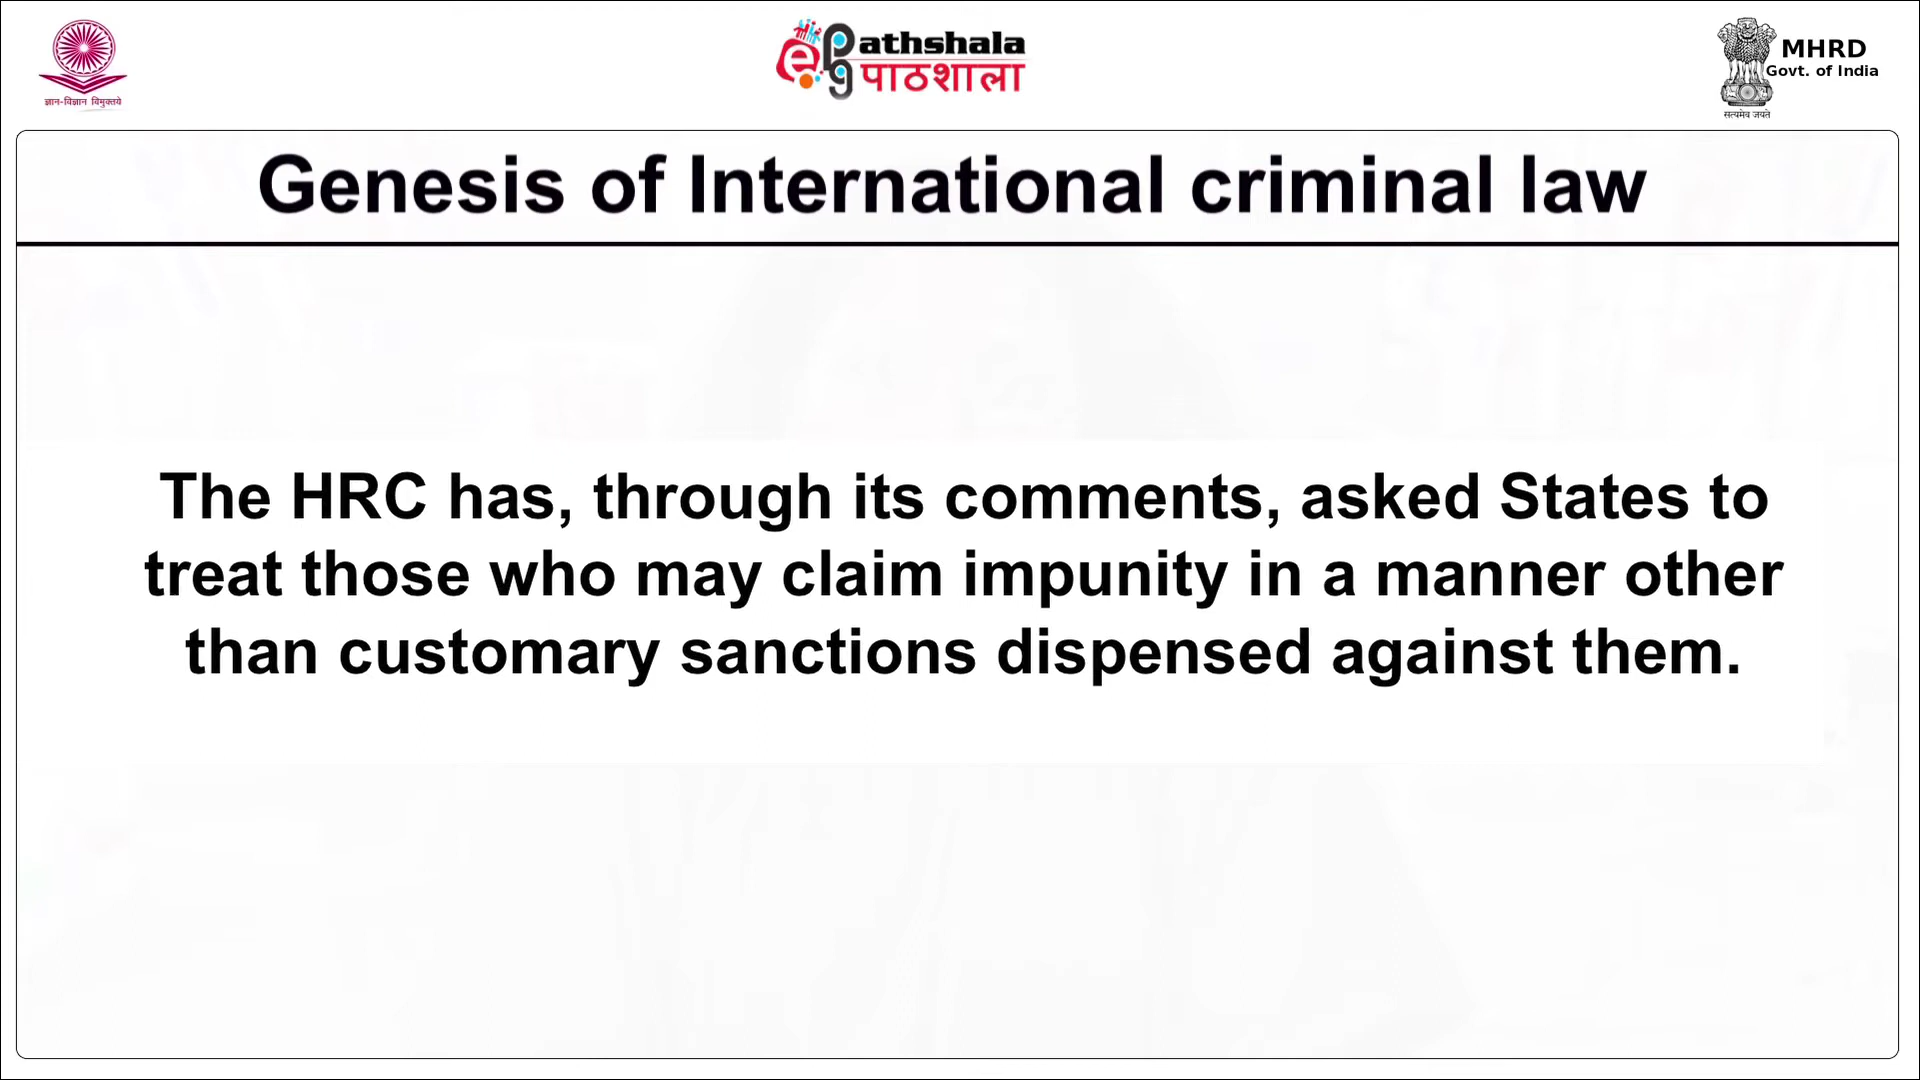 ज्ञान-विज्ञान विमुक्तये
ePG athshala
पाठशाला
MHRD
Govt. of India
सत्यमेव जयते
Genesis of International criminal law
The HRC has, through its comments, asked States to
treat those who may claim impunity in a manner other
than customary sanctions dispensed against them.